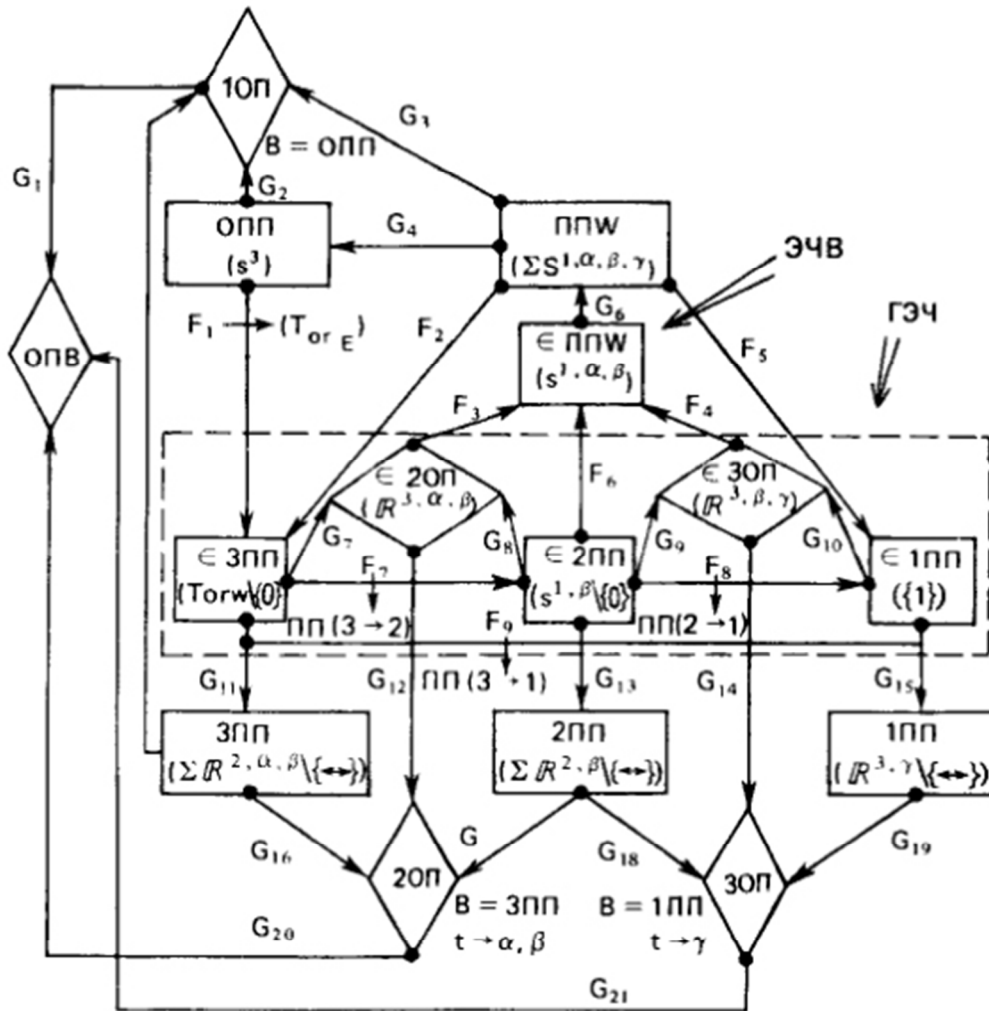 1ОП
G₃
B = ОПП
G₁
G₂
ОПП
(s³)
G₄
ППW
(ΣS¹,α,β,γ)
ЭЧВ
F₁ → (T or E)
F₂
G₆
F₅
ГЭЧ
∈ ППW
(s¹,α,β)
ОПВ
F₃
F₄
∈ 2ОП
(ℝ³,α,β)
F₆
∈ 3ОП
(ℝ³,β,γ)
G₇
G₈
G₉
G₁₀
∈ 3ПП
(Torw\{0})
F₇
∈ 2ПП
(s¹,β\{0})
F₈
∈ 1ПП
({1})
ПП(3→2)
F₉
ПП(2→1)
G₁₁
G₁₂
ПП(3→1)
G₁₃
G₁₄
G₁₅
3ПП
(Σℝ²,α,β\{↔})
2ПП
(Σℝ²,β\{↔})
1ПП
(ℝ³,γ\{↔})
G₁₆
G
G₁₈
G₁₉
2ОП
3ОП
B = 3ПП
t→α, β
B = 1ПП
t→γ
G₂₀
G₂₁